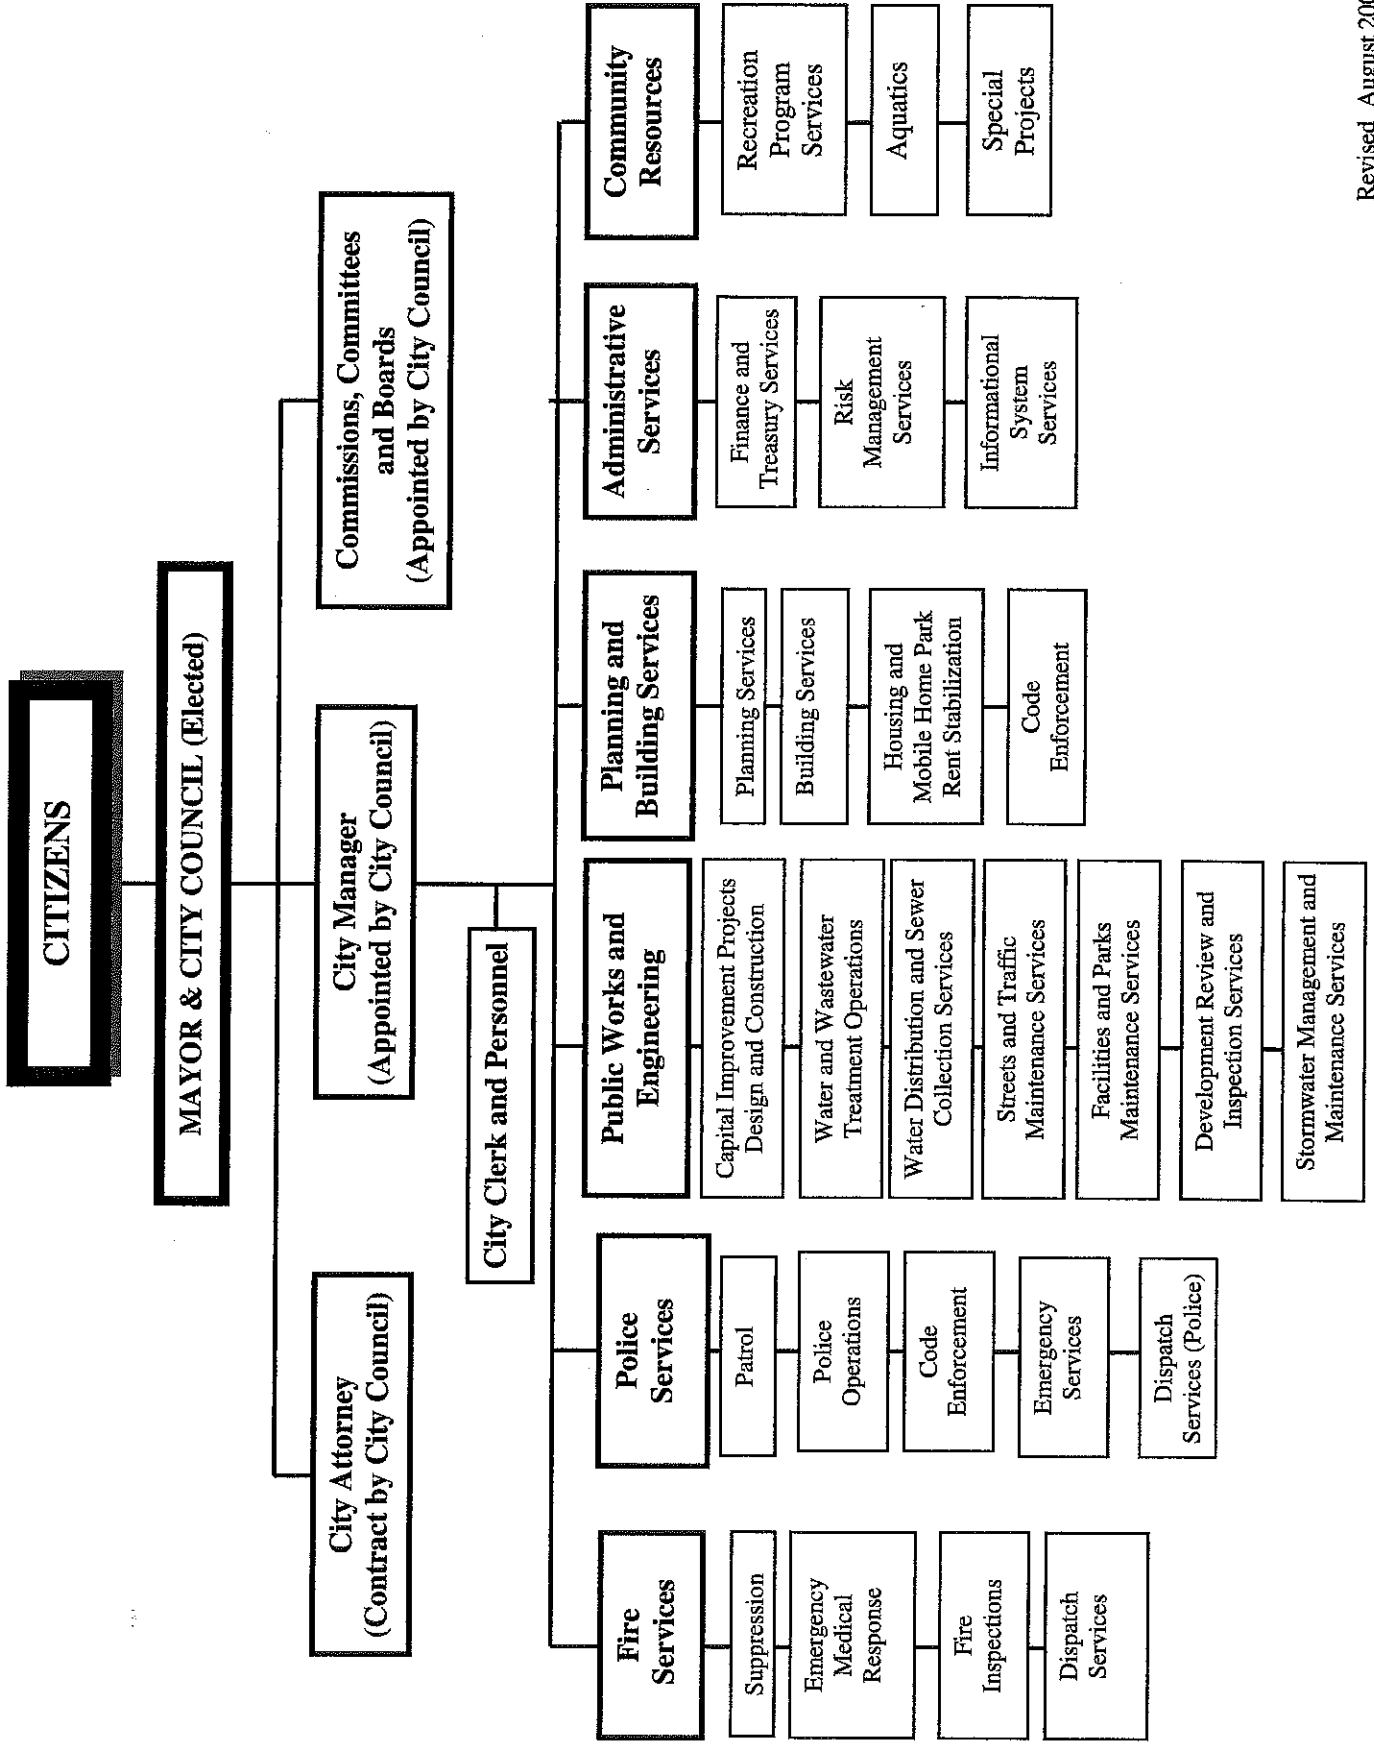 CITIZENS
MAYOR & CITY COUNCIL (Elected)
City Attorney
(Contract by City Council)
City Manager
(Appointed by City Council)
Commissions, Committees
and Boards
(Appointed by City Council)
City Clerk and Personnel
Fire
Services
Suppression
Emergency
Medical
Response
Fire
Inspections
Dispatch
Services
Police
Services
Patrol
Police
Operations
Code
Enforcement
Emergency
Services
Dispatch
Services (Police)
Public Works and
Engineering
Capital Improvement Projects
Design and Construction
Water and Wastewater
Treatment Operations
Water Distribution and Sewer
Collection Services
Streets and Traffic
Maintenance Services
Facilities and Parks
Maintenance Services
Development Review and
Inspection Services
Stormwater Management and
Maintenance Services
Planning and
Building Services
Planning Services
Building Services
Housing and
Mobile Home Park
Rent Stabilization
Code
Enforcement
Administrative
Services
Finance and
Treasury Services
Risk
Management
Services
Informational
System
Services
Community
Resources
Recreation
Program
Services
Aquatics
Special
Projects
Revised August